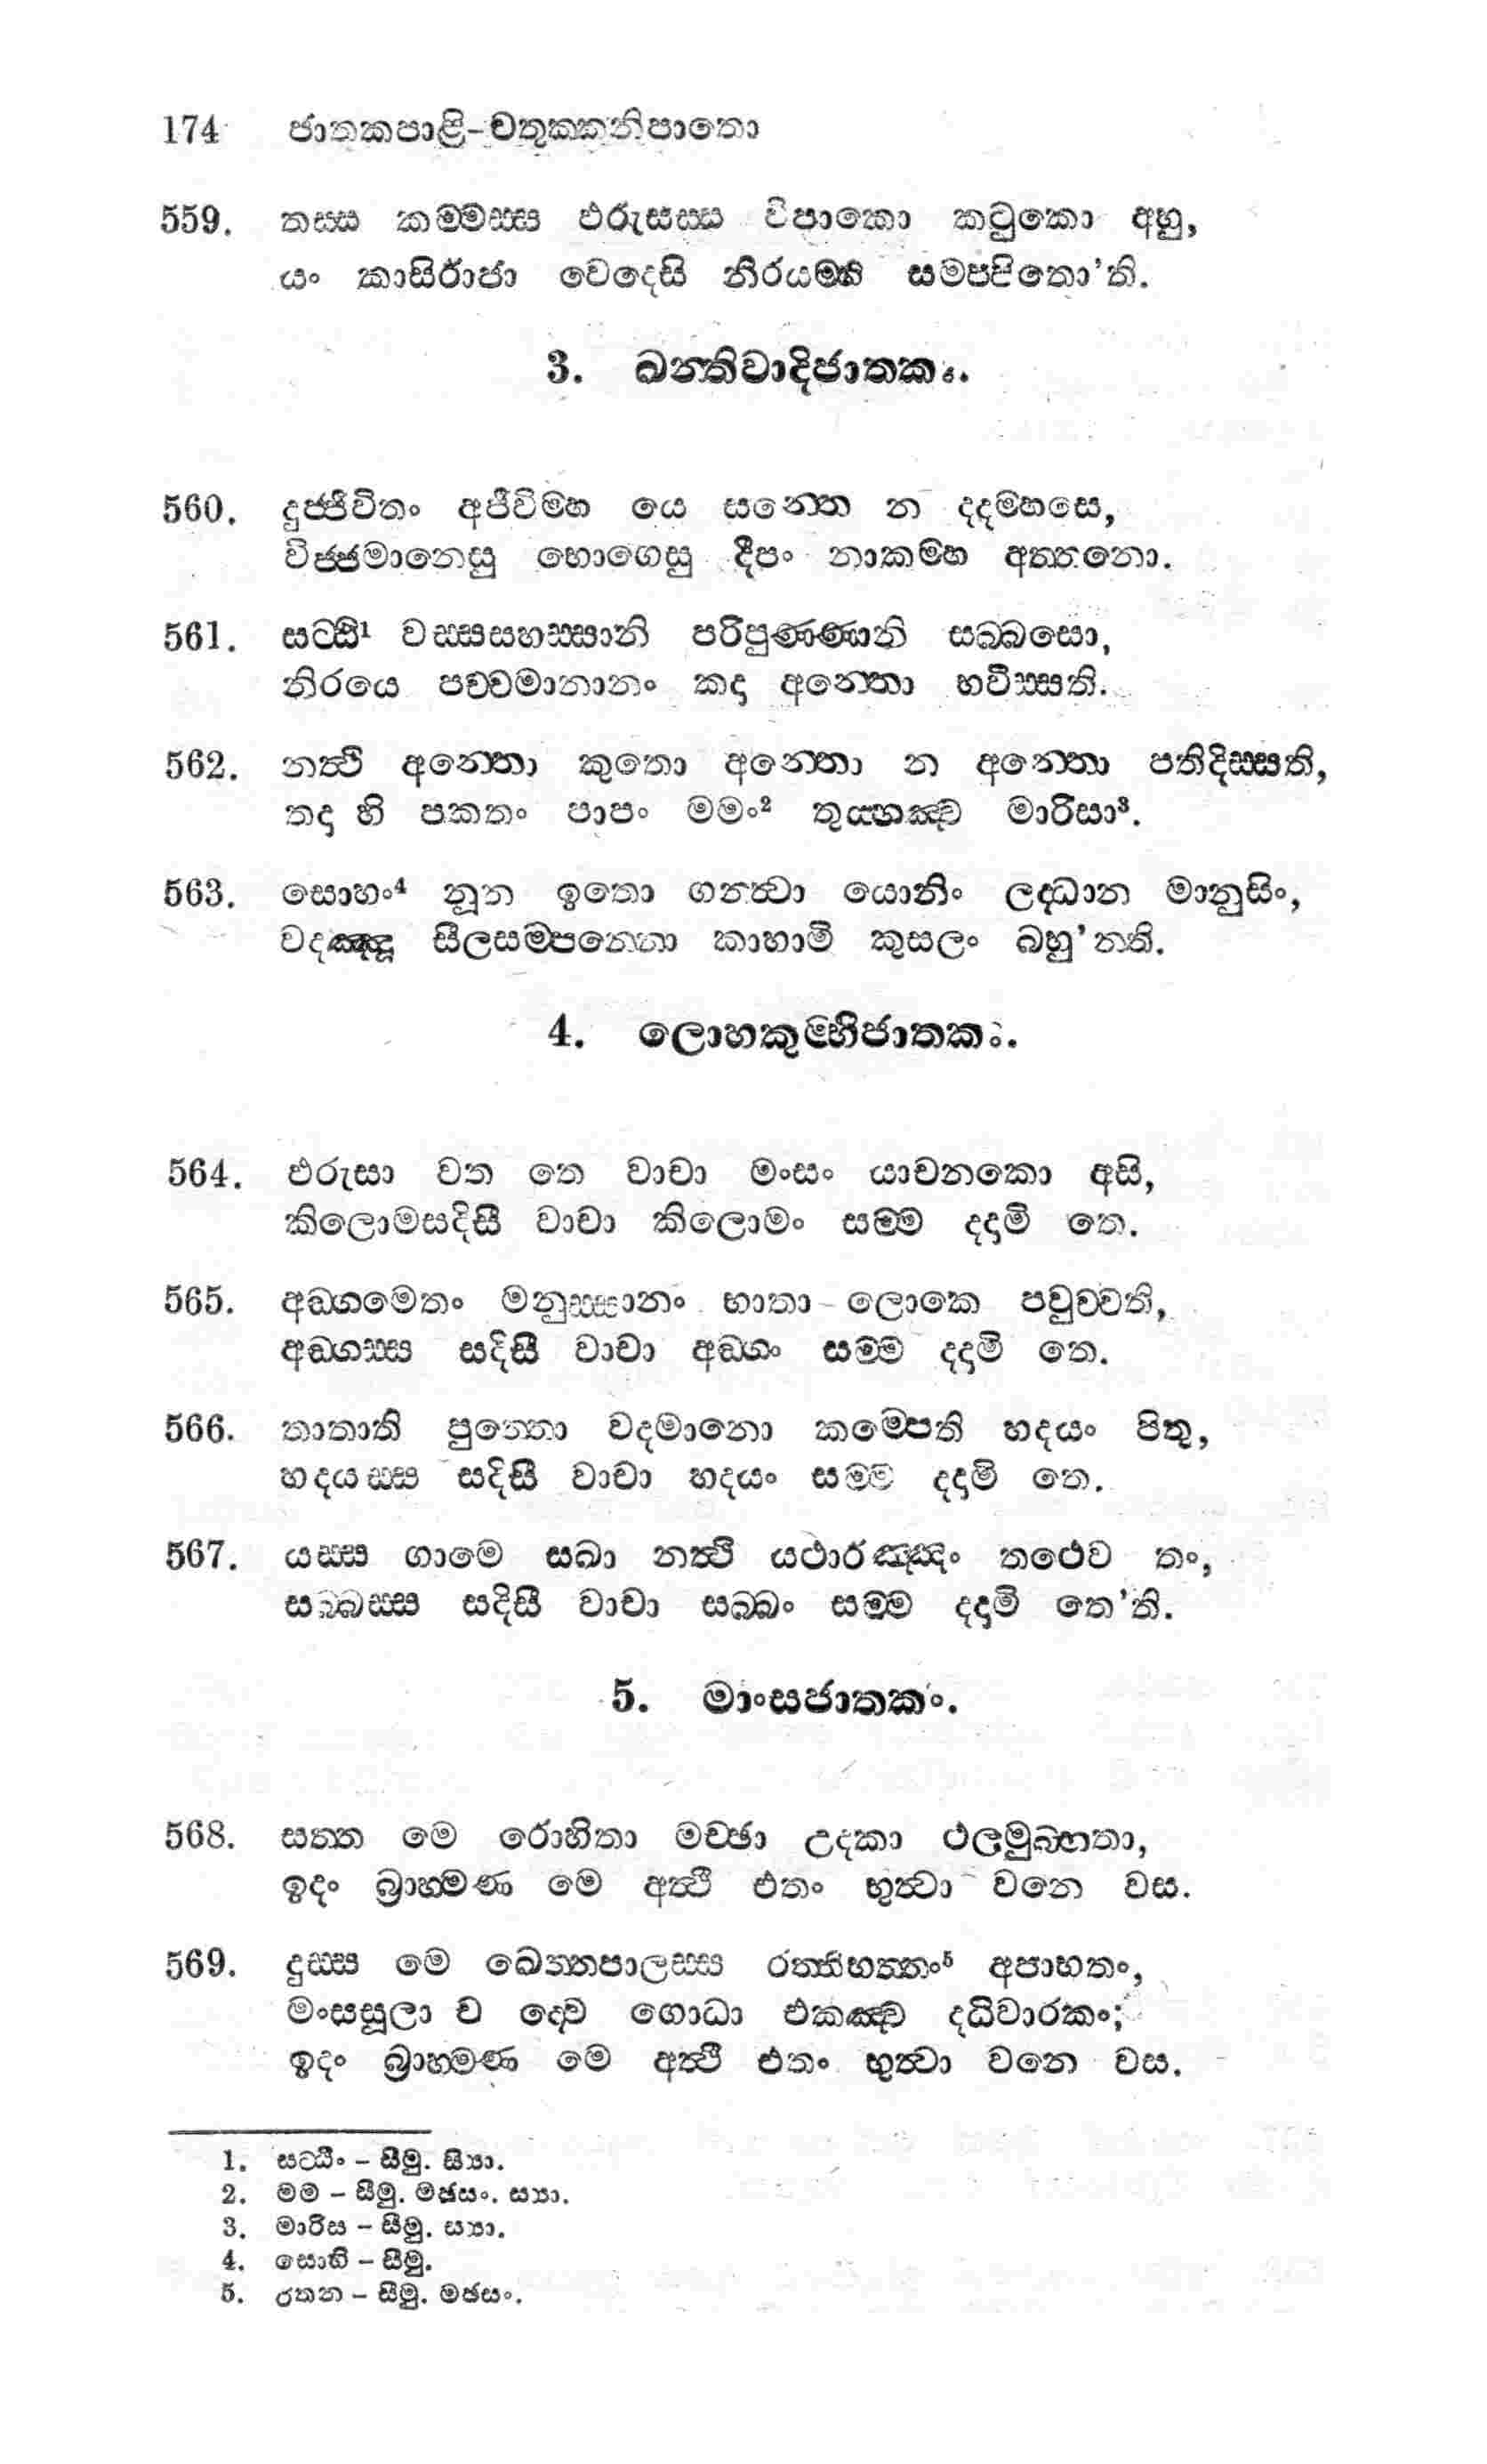 174 ජාතකපාළි-චතුක්කනිපාතො
559. තස්ස කම්මස්ස ඵරුසස්ස විපාකො කටුකො අහු,
යං කාසිරාජා වෙදෙසි නිරයම්හි සමප්පිතො’ති.
3. ඛන්තිවාදිජාතකං.
560. දුජ්ජීවිතං අජීවිම්හ යෙ සන්තෙ න දදම්හසෙ,
විජ්ජමානෙසු භොගෙසු දීපං නාකම්හ අත්තනො.
561. සට්ඨි¹ වස්සසහස්සානි පරිපුණ්ණානි සබ්බසො,
නිරයෙ පච්චමානානං කදා අන්තො භවිස්සති.
562. නත්ථි අන්තො කුතො අන්තො න අන්තො පතිදිස්සති,
තදා හි පකතං පාපං මමං² තුය්හඤ්ච මාරිසා³.
563. සොහං⁴ නූන ඉතො ගන්ත්වා යොනිං ලද්ධාන මානුසිං,
වදඤ්ඤූ සීලසම්පන්නො කාහාමි කුසලං බහු’න්ති.
4. ලොහකුම්භිජාතකං.
564. ඵරුසා වත තෙ වාචා මංසං යාචනකො අසි,
කිලොමසදිසී වාචා කිලොමං සම්ම දදාමි තෙ.
565. අඞ්ගමෙතං මනුස්සානං භාතා ලොකෙ පවුච්චති,
අඞ්ගස්ස සදිසී වාචා අඞ්ගං සම්ම දදාමි තෙ.
566. තාතාති පුත්තො වදමානො කම්පෙති හදයං පිතු,
හදයස්ස සදිසී වාචා හදයං සම්ම දදාමි තෙ.
567. යස්ස ගාමෙ සඛා නත්ථි යථාරඤ්ඤං තථෙව තං,
සබ්බස්ස සදිසී වාචා සබ්බං සම්ම දදාමි තෙ’ති.
5. මාංසජාතකං.
568. සත්ත මෙ රොහිතා මච්ඡා උදකා ථලමුබ්භතා,
ඉදං බ්‍රාහ්මණ මෙ අත්ථි එතං භුත්වා වනෙ වස.
569. දුස්ස මෙ ඛෙත්තපාලස්ස රත්තිභත්තං⁵ අපාභතං,
මංසසූලා ච ද්වෙ ගොධා එකඤ්ච දධිවාරකං;
ඉදං බ්‍රාහ්මණ මෙ අත්ථි එතං භුත්වා වනෙ වස.
1. සට්ඨිං – සීමු. සි්‍යා.
2. මම – සීමු. මඡසං. ස්‍යා.
3. මාරිස – සීමු. ස්‍යා.
4. සොහි – සීමු.
5. රතන – සීමු. මඡසං.